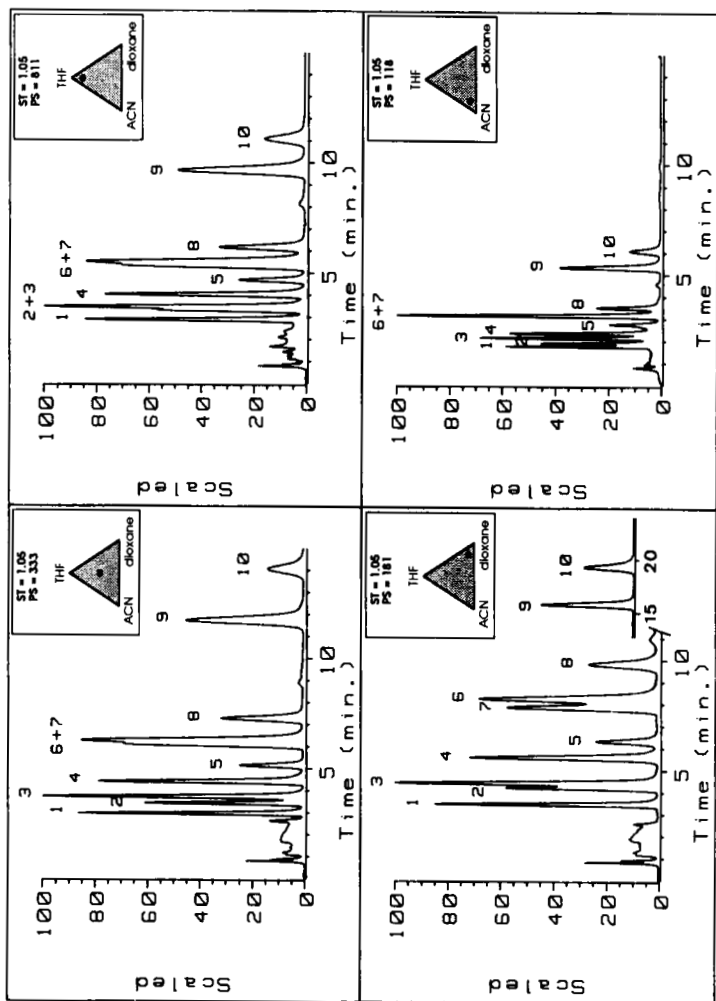 ST = 1.05
PS = 333
THF
ACN
dioxane
100
80
60
40
20
0
Scaled
1
2
3
4
5
6+7
8
9
10
5
10
Time (min.)
ST = 1.05
PS = 811
THF
ACN
dioxane
100
80
60
40
20
0
Scaled
1
2+3
4
5
6+7
8
9
10
5
10
Time (min.)
ST = 1.05
PS = 181
THF
ACN
dioxane
100
80
60
40
20
0
Scaled
1
2
3
4
5
7
6
8
9
10
5
10
15
20
Time (min.)
ST = 1.05
PS = 118
THF
ACN
dioxane
100
80
60
40
20
0
Scaled
1
2
3
4
5
6+7
8
9
10
5
10
Time (min.)